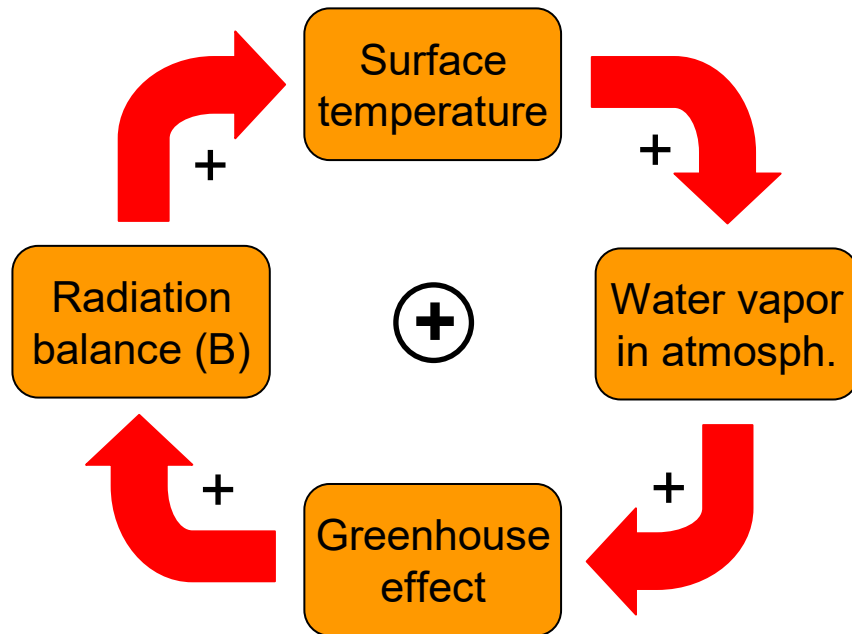 Surface
temperature
+
+
Radiation
balance (B)
+
Water vapor
in atmosph.
+
+
Greenhouse
effect